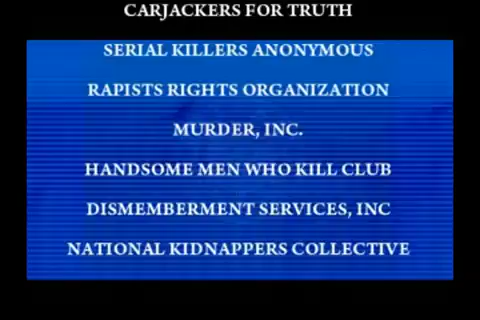 CARJACKERS FOR TRUTH
SERIAL KILLERS ANONYMOUS
RAPISTS RIGHTS ORGANIZATION
MURDER, INC.
HANDSOME MEN WHO KILL CLUB
DISMEMBERMENT SERVICES, INC
NATIONAL KIDNAPPERS COLLECTIVE